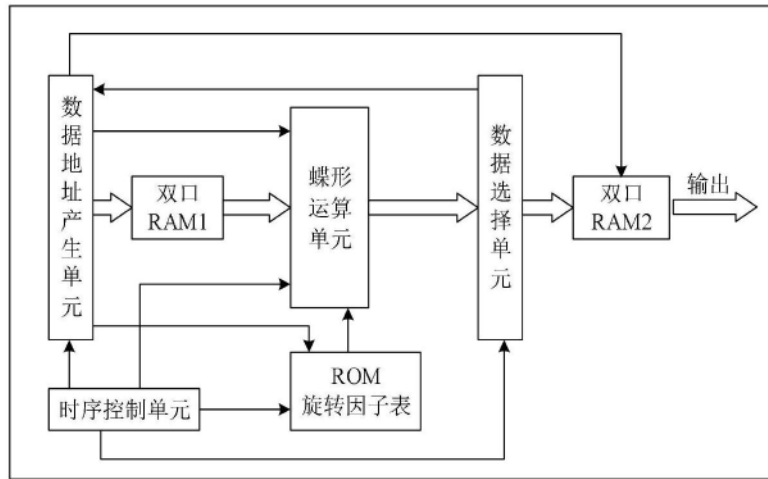 数据地址产生单元
双口
RAM1
蝶形
运算
单元
数据选择单元
双口
RAM2
输出
时序控制单元
ROM
旋转因子表